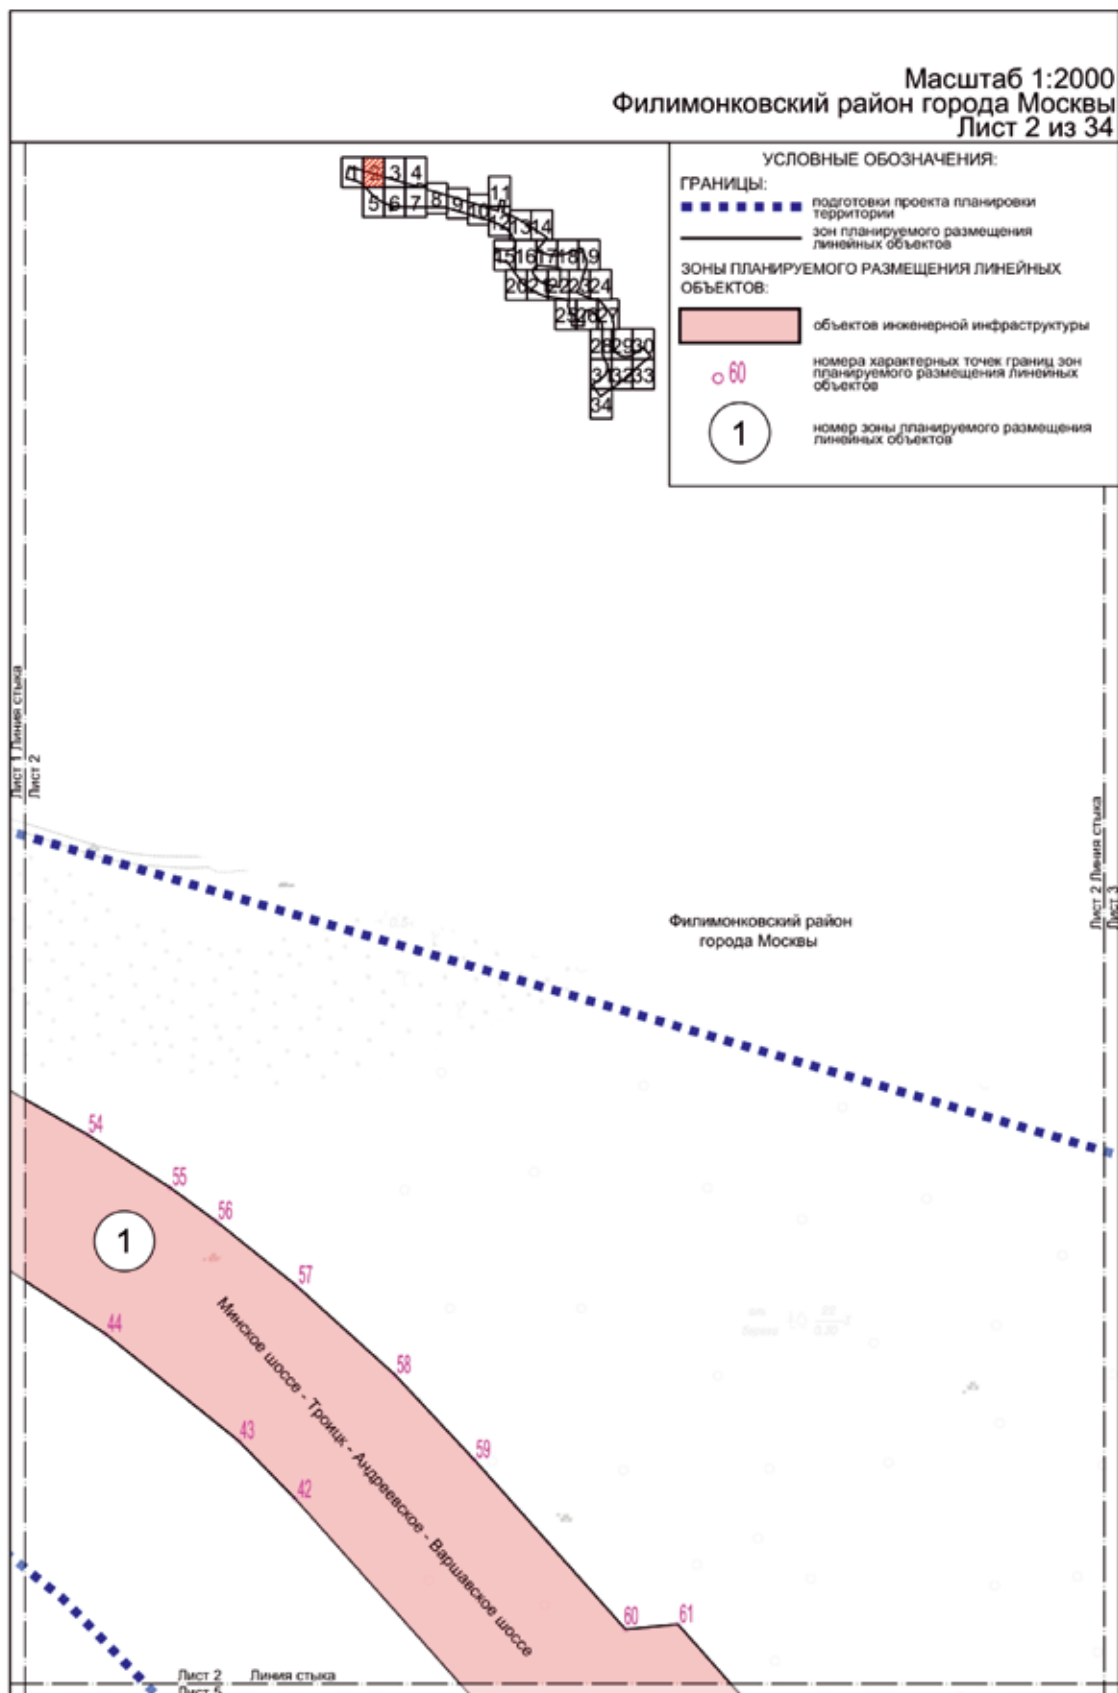 Масштаб 1:2000
Филимонковский район города Москвы
Лист 2 из 34
1 2 3 4
5 6 7 8 9 10 11
12 13 14
15 16 17 18 19
20 21 22 23 24
25 26 27
28 29 30
31 32 33
34
УСЛОВНЫЕ ОБОЗНАЧЕНИЯ:
ГРАНИЦЫ:
подготовки проекта планировки
территории
зон планируемого размещения
линейных объектов
ЗОНЫ ПЛАНИРУЕМОГО РАЗМЕЩЕНИЯ ЛИНЕЙНЫХ
ОБЪЕКТОВ:
объектов инженерной инфраструктуры
60
номера характерных точек границ зон
планируемого размещения линейных
объектов
1
номер зоны планируемого размещения
линейных объектов
Лист 1 Линия стыка
Лист 2
Лист 2 Линия стыка
Лист 3
Филимонковский район
города Москвы
54
55
56
1
57
44
58
43
59
42
Минское шоссе - Троицк - Андреевское - Варшавское шоссе
60
61
Лист 2 Линия стыка
Лист 5